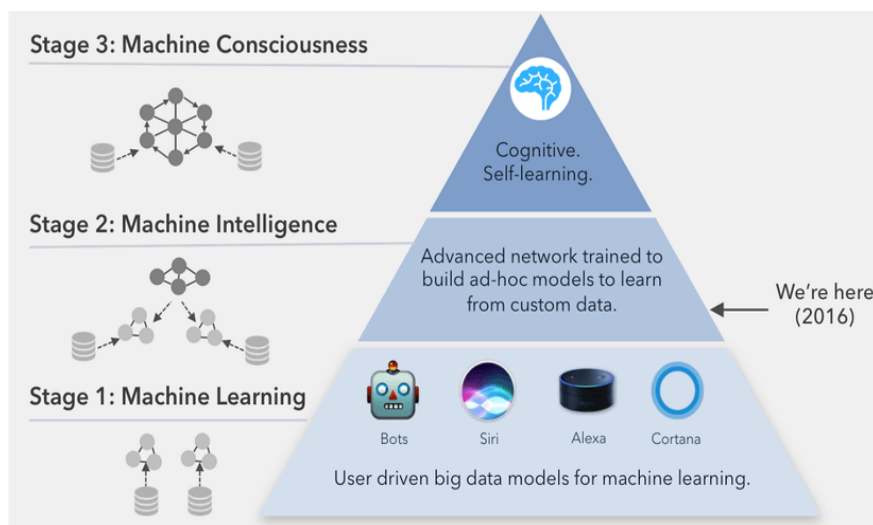 Stage 3: Machine Consciousness
Cognitive.
Self-learning.
Stage 2: Machine Intelligence
Advanced network trained to
build ad-hoc models to learn
from custom data.
We're here
(2016)
Stage 1: Machine Learning
Bots
Siri
Alexa
Cortana
User driven big data models for machine learning.